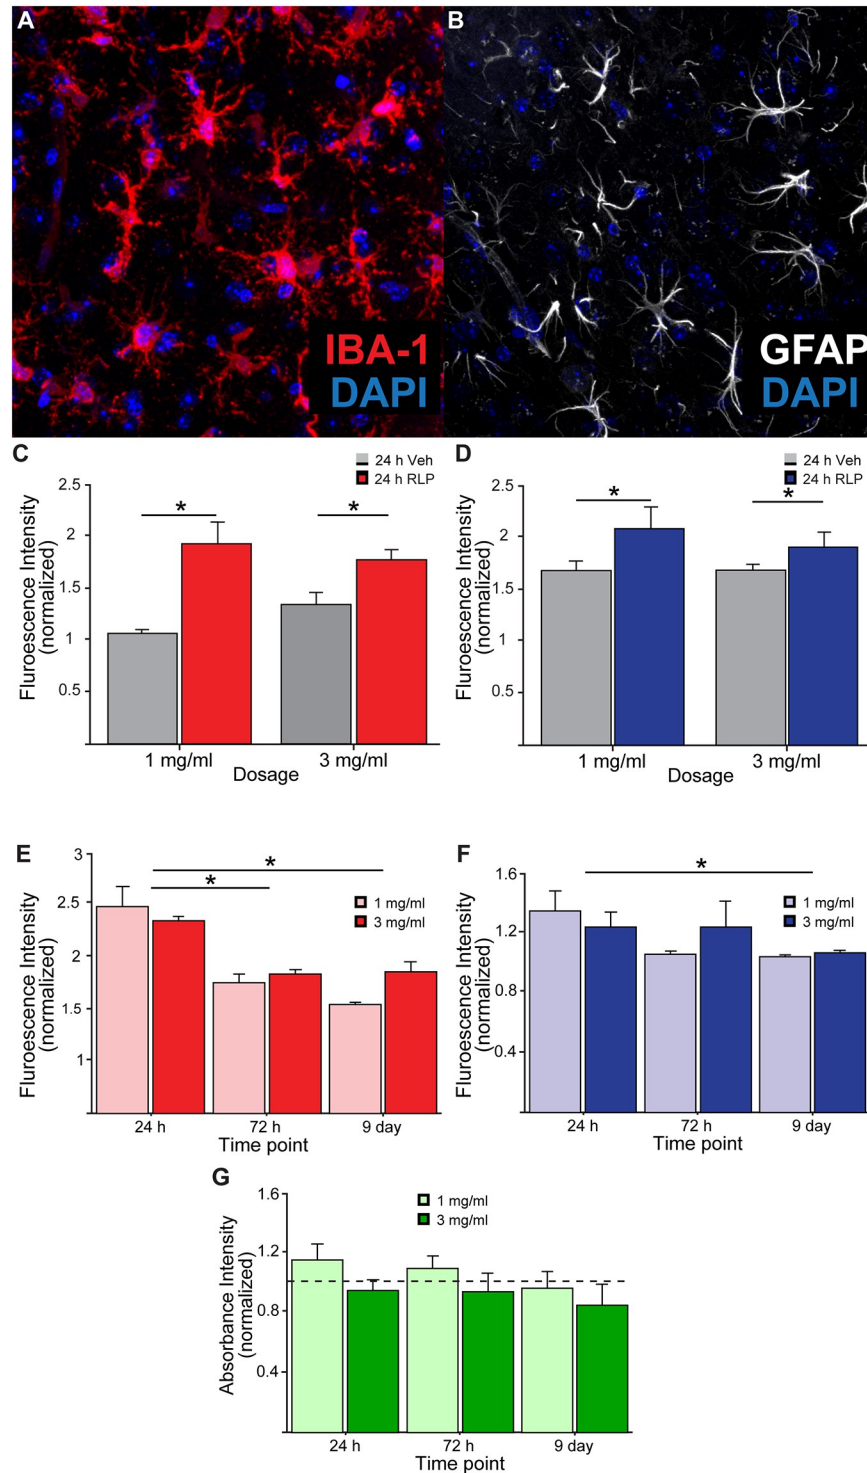 A
IBA-1
DAPI
B
GFAP
DAPI
C
24 h Veh
24 h RLP
Fluroescence Intensity
(normalized)
2.5
2
1.5
1
0.5
*
*
1 mg/ml
3 mg/ml
Dosage
D
24 h Veh
24 h RLP
Fluroescence Intensity
(normalized)
2.5
2
1.5
1
0.5
*
*
1 mg/ml
3 mg/ml
Dosage
E
1 mg/ml
3 mg/ml
Fluroescence Intensity
(normalized)
3
2.5
2
1.5
1
*
*
24 h
72 h
9 day
Time point
F
1 mg/ml
3 mg/ml
Fluroescence Intensity
(normalized)
1.6
1.2
0.8
0.4
*
24 h
72 h
9 day
Time point
G
1 mg/ml
3 mg/ml
Absorbance Intensity
(normalized)
1.6
1.2
0.8
0.4
24 h
72 h
9 day
Time point